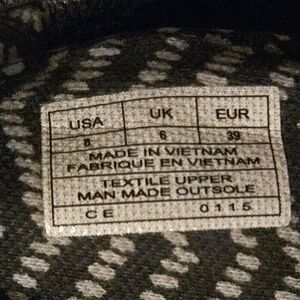 USA UK EUR
8 6 39
MADE IN VIETNAM
FABRIQUE EN VIETNAM
TEXTILE UPPER
MAN MADE OUTSOLE
CE 0115